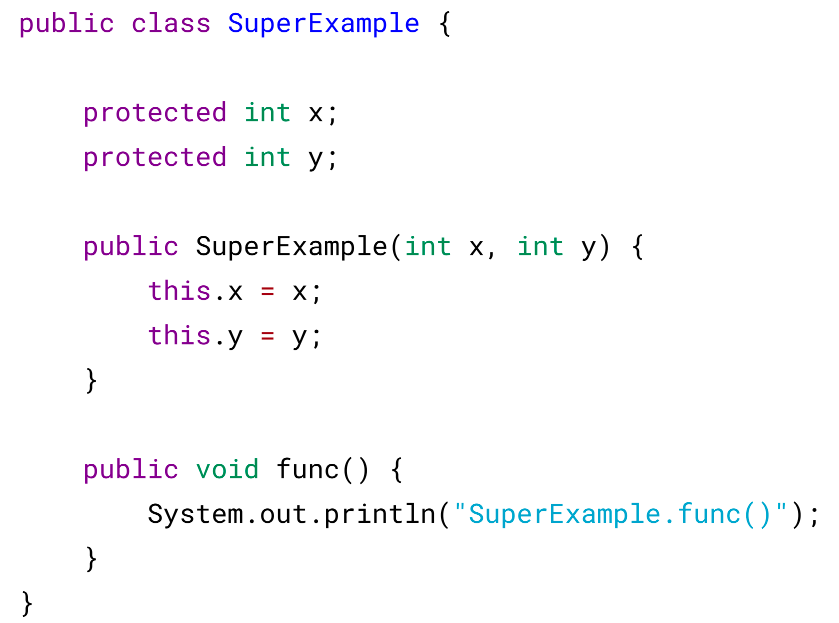 public class SuperExample {
protected int x;
protected int y;
public SuperExample(int x, int y) {
this.x = x;
this.y = y;
}
public void func() {
System.out.println("SuperExample.func()");
}
}